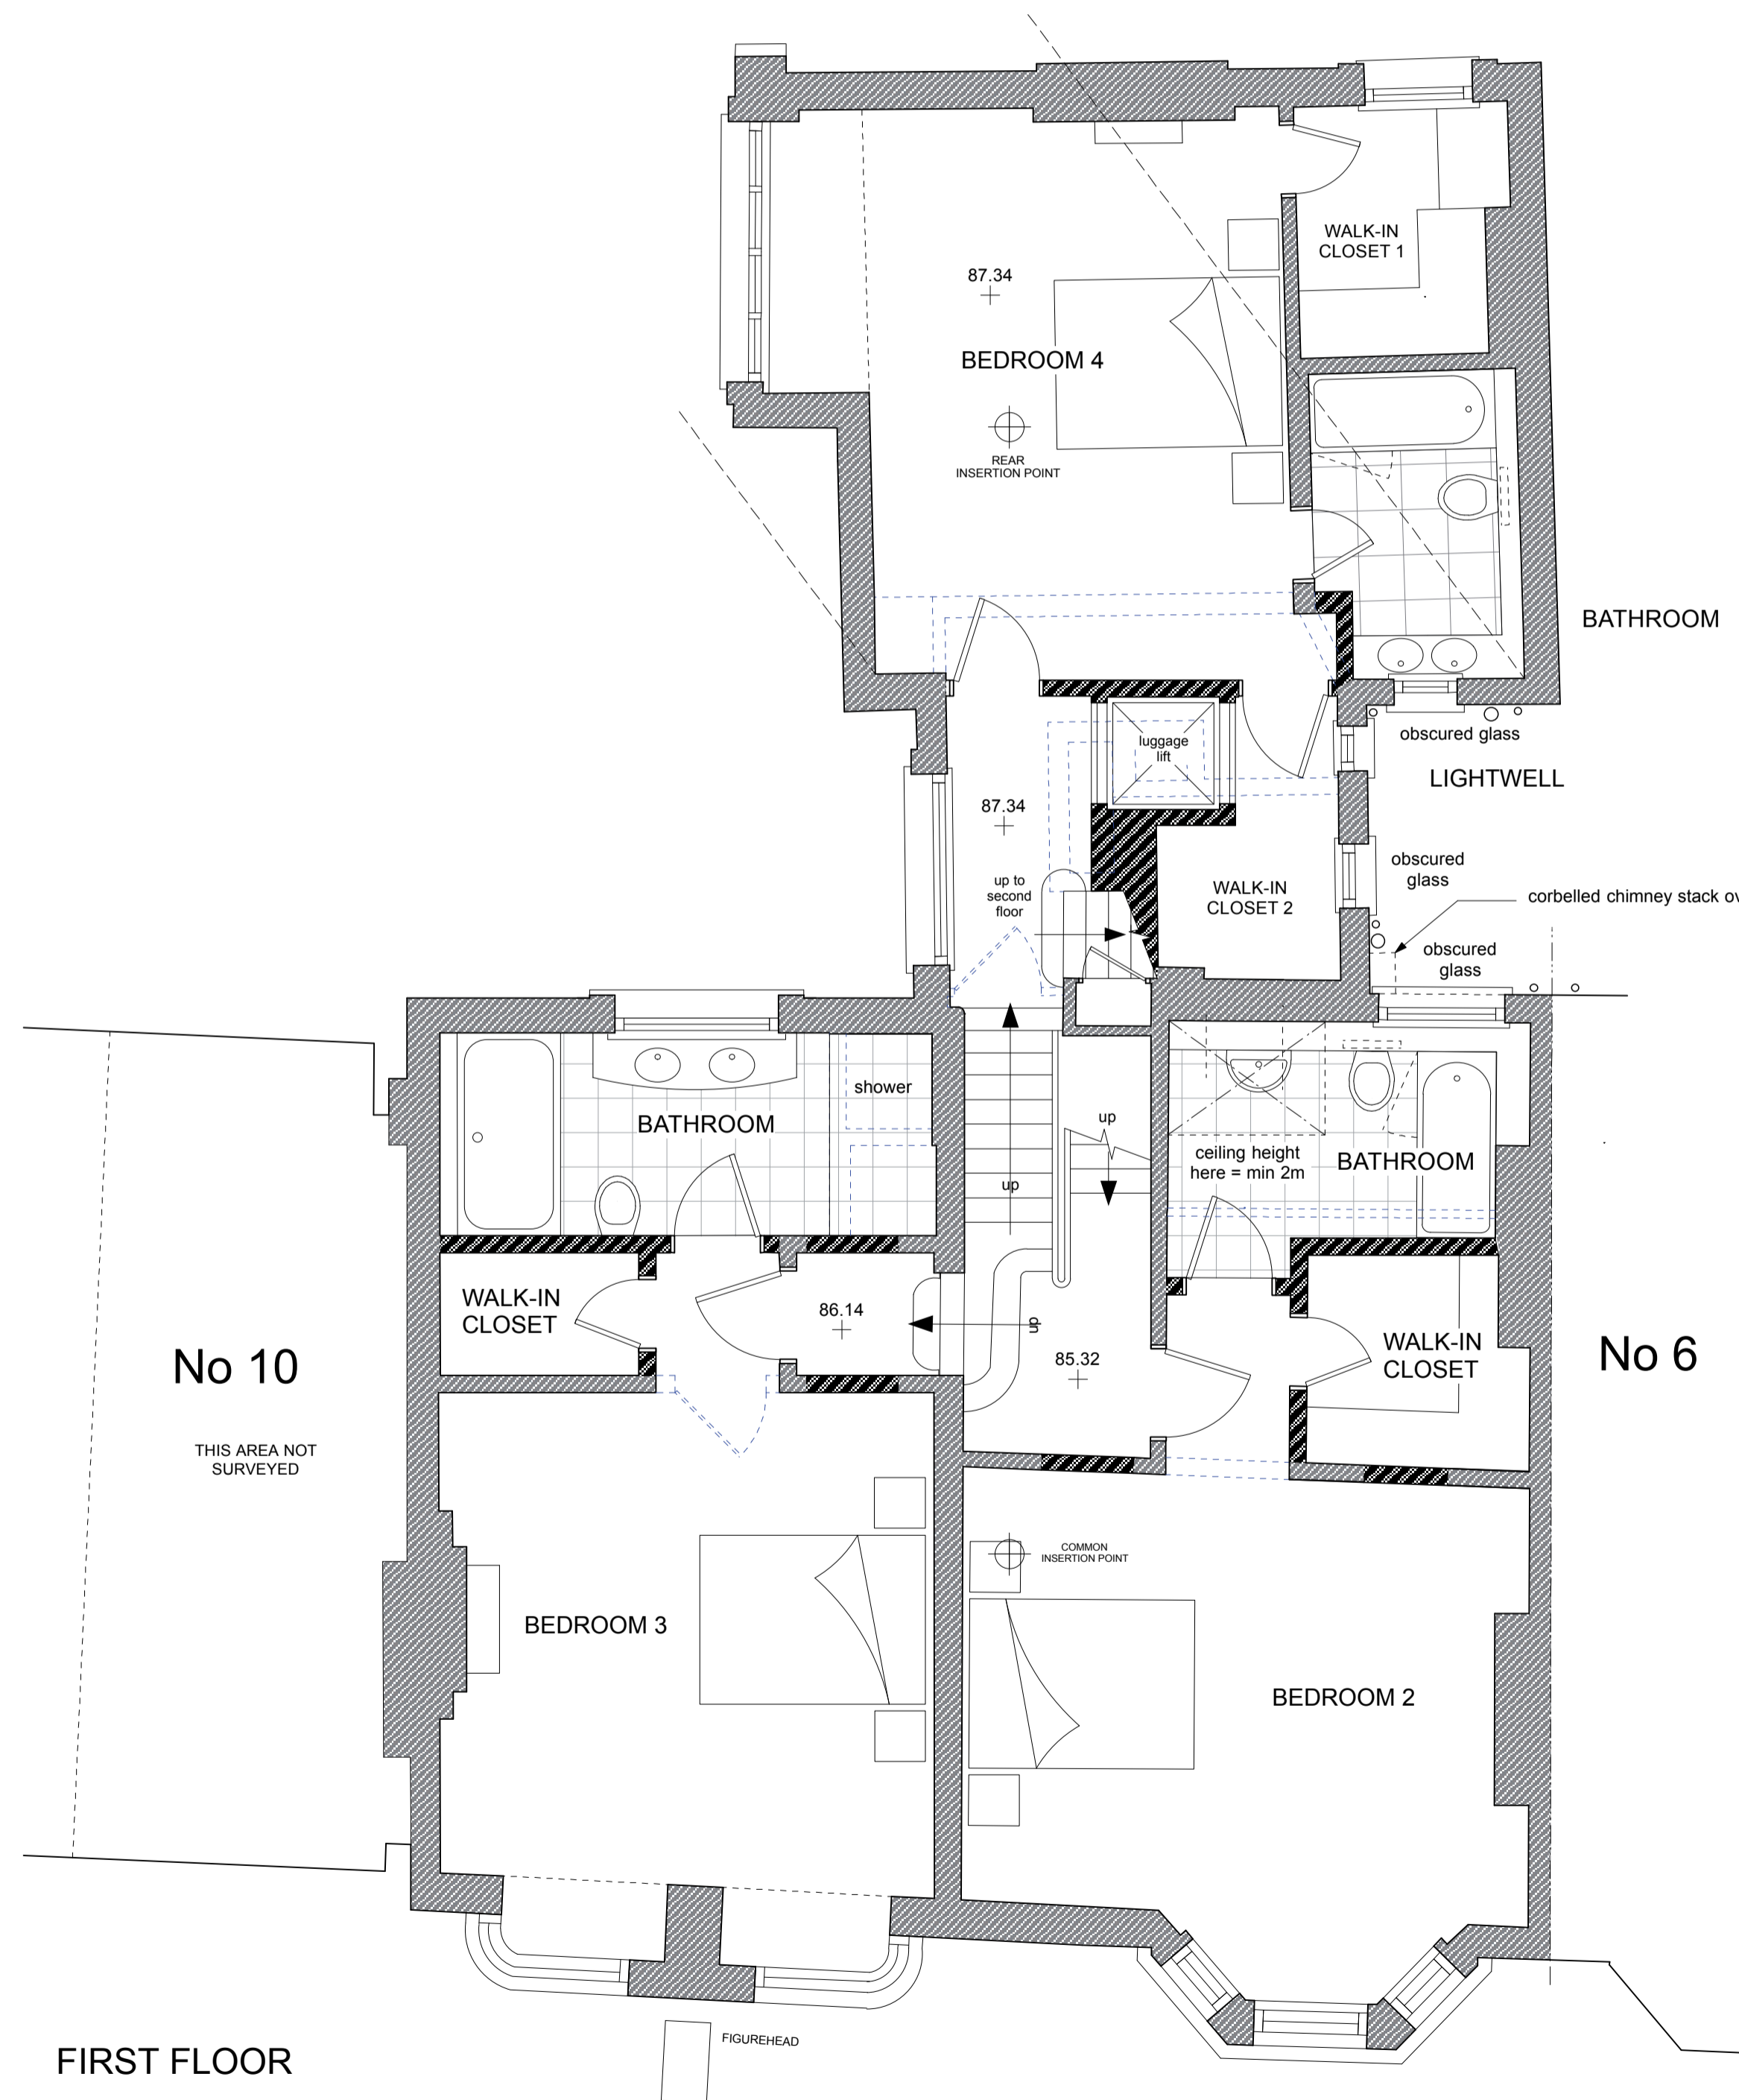 WALK-IN
CLOSET 1
87.34
BEDROOM 4
REAR
INSERTION POINT
BATHROOM
obscured glass
LIGHTWELL
luggage
lift
87.34
obscured
glass
up to
second
floor
WALK-IN
CLOSET 2
corbelled chimney stack
obscured
glass
shower
BATHROOM
up
up
ceiling height
here = min 2m
BATHROOM
WALK-IN
CLOSET
86.14
dn
85.32
WALK-IN
CLOSET
No 10
No 6
THIS AREA NOT
SURVEYED
COMMON
INSERTION POINT
BEDROOM 3
BEDROOM 2
FIGUREHEAD
FIRST FLOOR